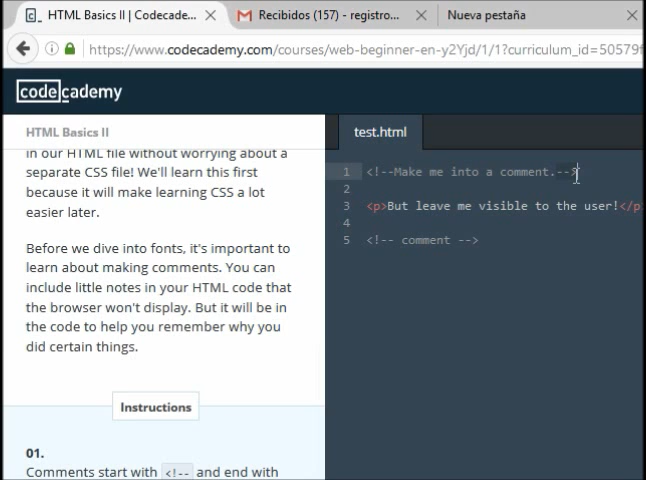 HTML Basics II | Codecade...
Recibidos (157) - registro...
Nueva pestaña
https://www.codecademy.com/courses/web-beginner-en-y2Yjd/1/1?curriculum_id=50579f
codecademy
HTML Basics II
test.html
in our HTML file without worrying about a
separate CSS file! We'll learn this first
because it will make learning CSS a lot
easier later.
Before we dive into fonts, it's important to
learn about making comments. You can
include little notes in your HTML code that
the browser won't display. But it will be in
the code to help you remember why you
did certain things.
Instructions
01.
Comments start with <!-- and end with
1 <!--Make me into a comment.-->
2
3 <p>But leave me visible to the user!</p
4
5 <!-- comment -->